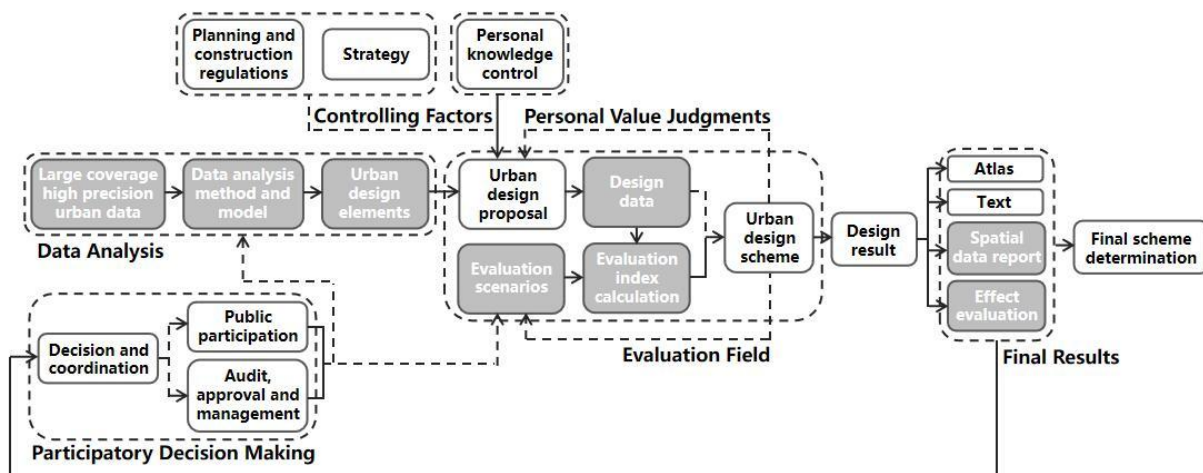 Planning and
construction
regulations
Strategy
Personal
knowledge
control
Controlling Factors
Personal Value Judgments
Large coverage
high precision
urban data
Data analysis
method and
model
Urban
design
elements
Data Analysis
Urban
design
proposal
Design
data
Evaluation
scenarios
Evaluation
index
calculation
Urban
design
scheme
Evaluation Field
Design
result
Atlas
Text
Spatial
data report
Effect
evaluation
Final Results
Final scheme
determination
Decision and
coordination
Public
participation
Audit,
approval and
management
Participatory Decision Making